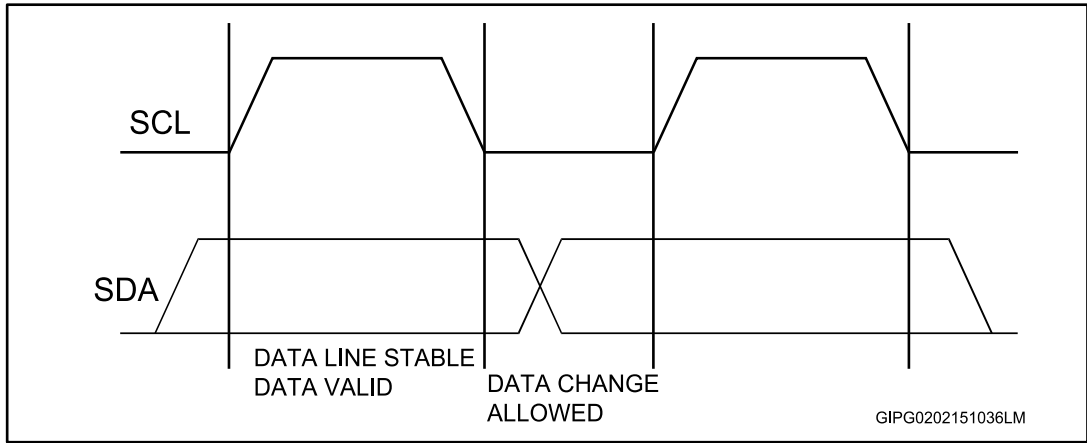 SCL
SDA
DATA LINE STABLE
DATA VALID
DATA CHANGE
ALLOWED
GIPG0202151036LM